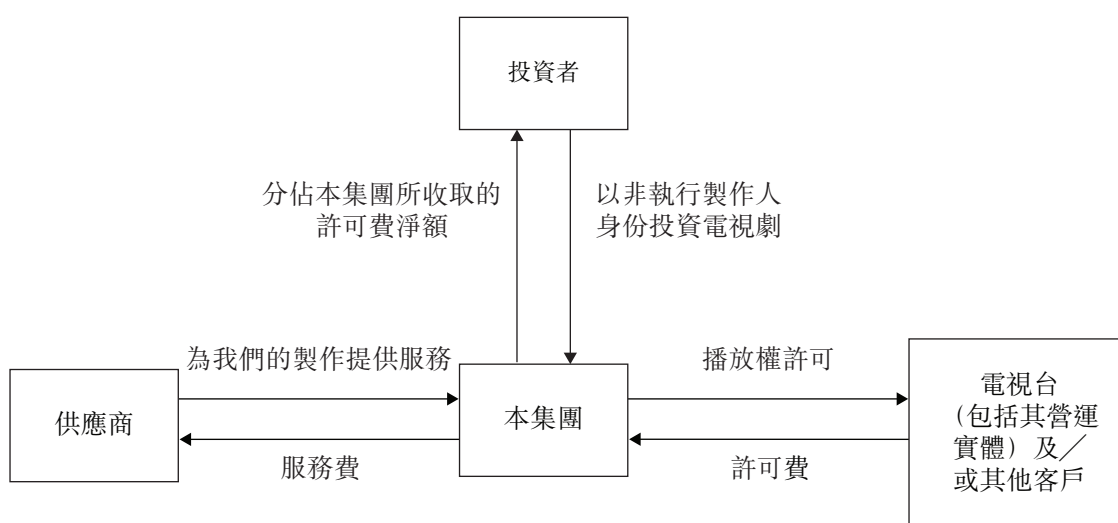 投資者
分佔本集團所收取的
許可費淨額
以非執行製作人
身份投資電視劇
為我們的製作提供服務
播放權許可
供應商
本集團
電視台
（包括其營運
實體）及／
或其他客戶
服務費
許可費